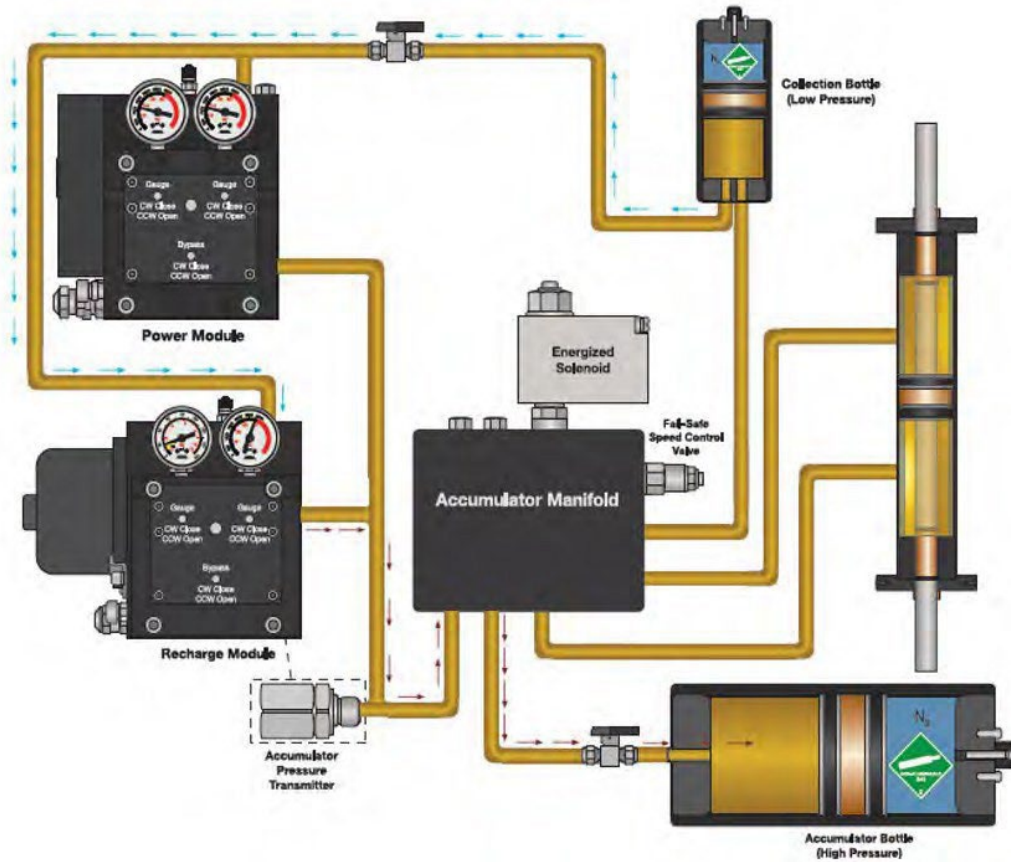 N
Collection Bottle
(Low Pressure)
Gauge
Gauge
CW Close
CCW Open
CW Close
CCW Open
Bypass
CW Close
CCW Open
Power Module
Energized
Solenoid
Fail-Safe
Speed Control
Valve
Accumulator Manifold
Gauge
Gauge
CW Close
CCW Open
CW Close
CCW Open
Bypass
CW Close
CCW Open
Recharge Module
Accumulator
Pressure
Transmitter
N₂
2
Accumulator Bottle
(High Pressure)